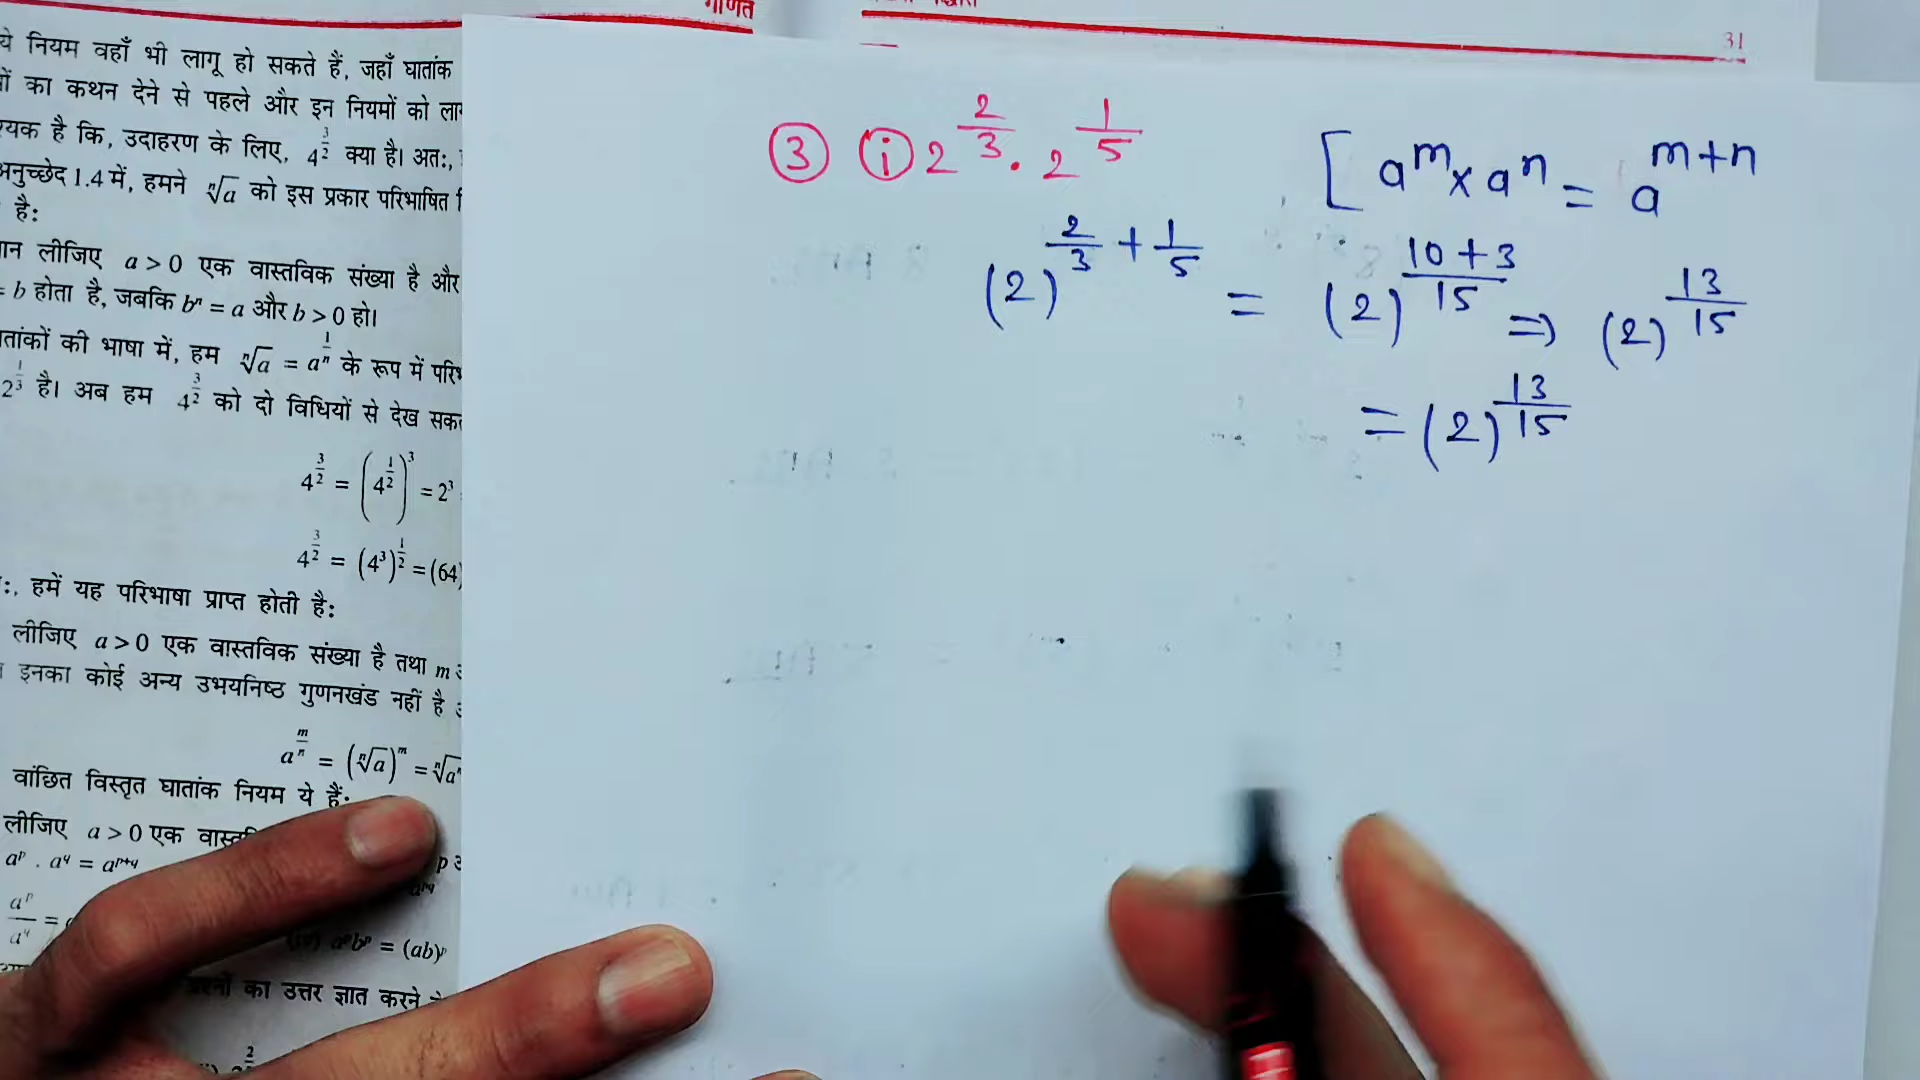 गणित
31
ये नियम वहाँ भी लागू हो सकते हैं, जहाँ घातांक
का कथन देने से पहले और इन नियमों को
है कि, उदाहरण के लिए, 4^{3/2} क्या है। अतः,
अनुच्छेद 1.4 में, हमने ⁿ√a को इस प्रकार परिभाषित
है:
लीजिए a > 0 एक वास्तविक संख्या है और
= b होता है, जबकि bⁿ = a और b > 0 हो।
की भाषा में, हम ⁿ√a = a^{1/n} के रूप में
2^{1/3} है। अब हम 4^{3/2} को दो विधियों से देख
4^{3/2} = (4^{1/2})^3 = 2^3
4^{3/2} = (4^3)^{1/2} = (64)
हमें यह परिभाषा प्राप्त होती है:
लीजिए a > 0 एक वास्तविक संख्या है तथा m
इनका कोई अन्य उभयनिष्ठ गुणनखंड नहीं है
a^{m/n} = (ⁿ√a)^m = ⁿ√a
वांछित विस्तृत घातांक नियम ये हैं:
लीजिए a > 0 एक
a^p . a^q = a^{p+q}
a^p/a^q =
a^p b^p = (ab)^p
का उत्तर ज्ञात करने
③ ⓘ 2^{2/3} . 2^{1/5}
[ a^m × a^n = a^{m+n}
(2)^{2/3 + 1/5} = (2)^{(10+3)/15} ⇒ (2)^{13/15}
= (2)^{13/15}